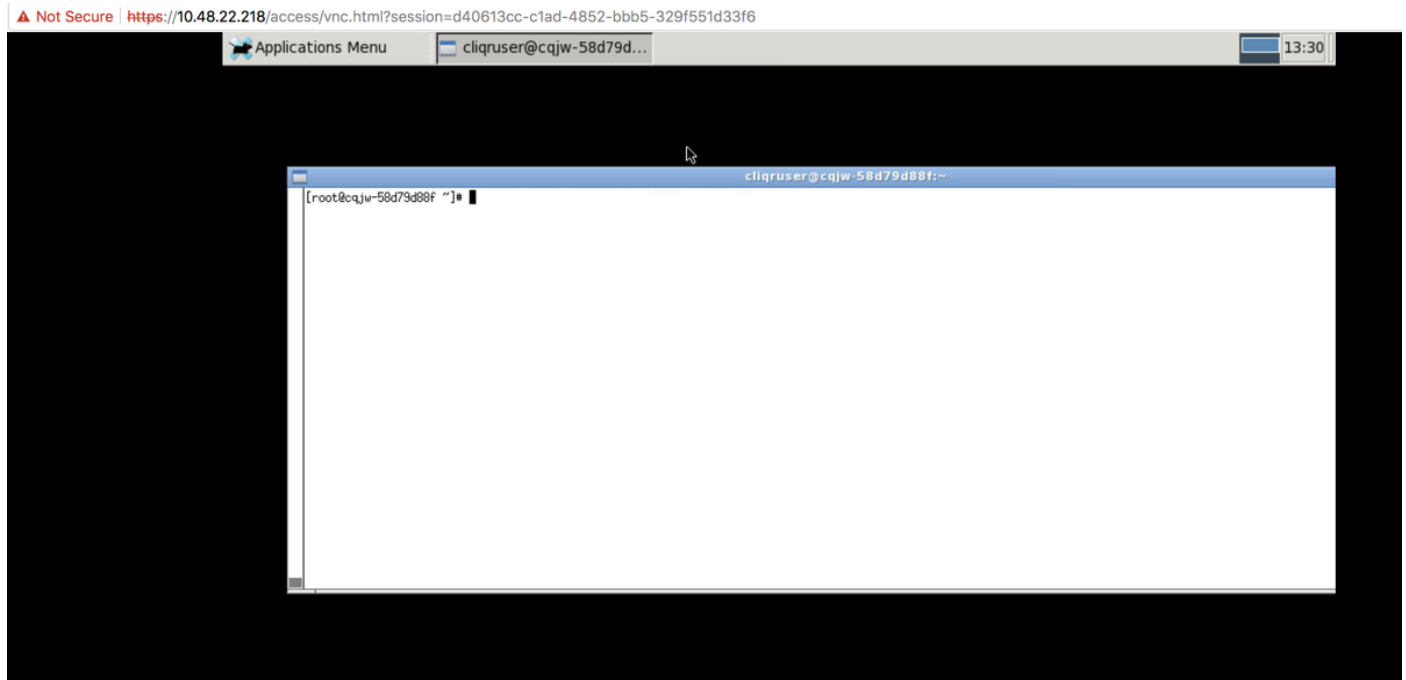 Not Secure https://10.48.22.218/access/vnc.html?session=d40613cc-c1ad-4852-bbb5-329f551d33f6
Applications Menu cliqruser@cqjw-58d79d... 13:30
cliqruser@cqjw-58d79d88f:~
[root@cqjw-58d79d88f ~]#